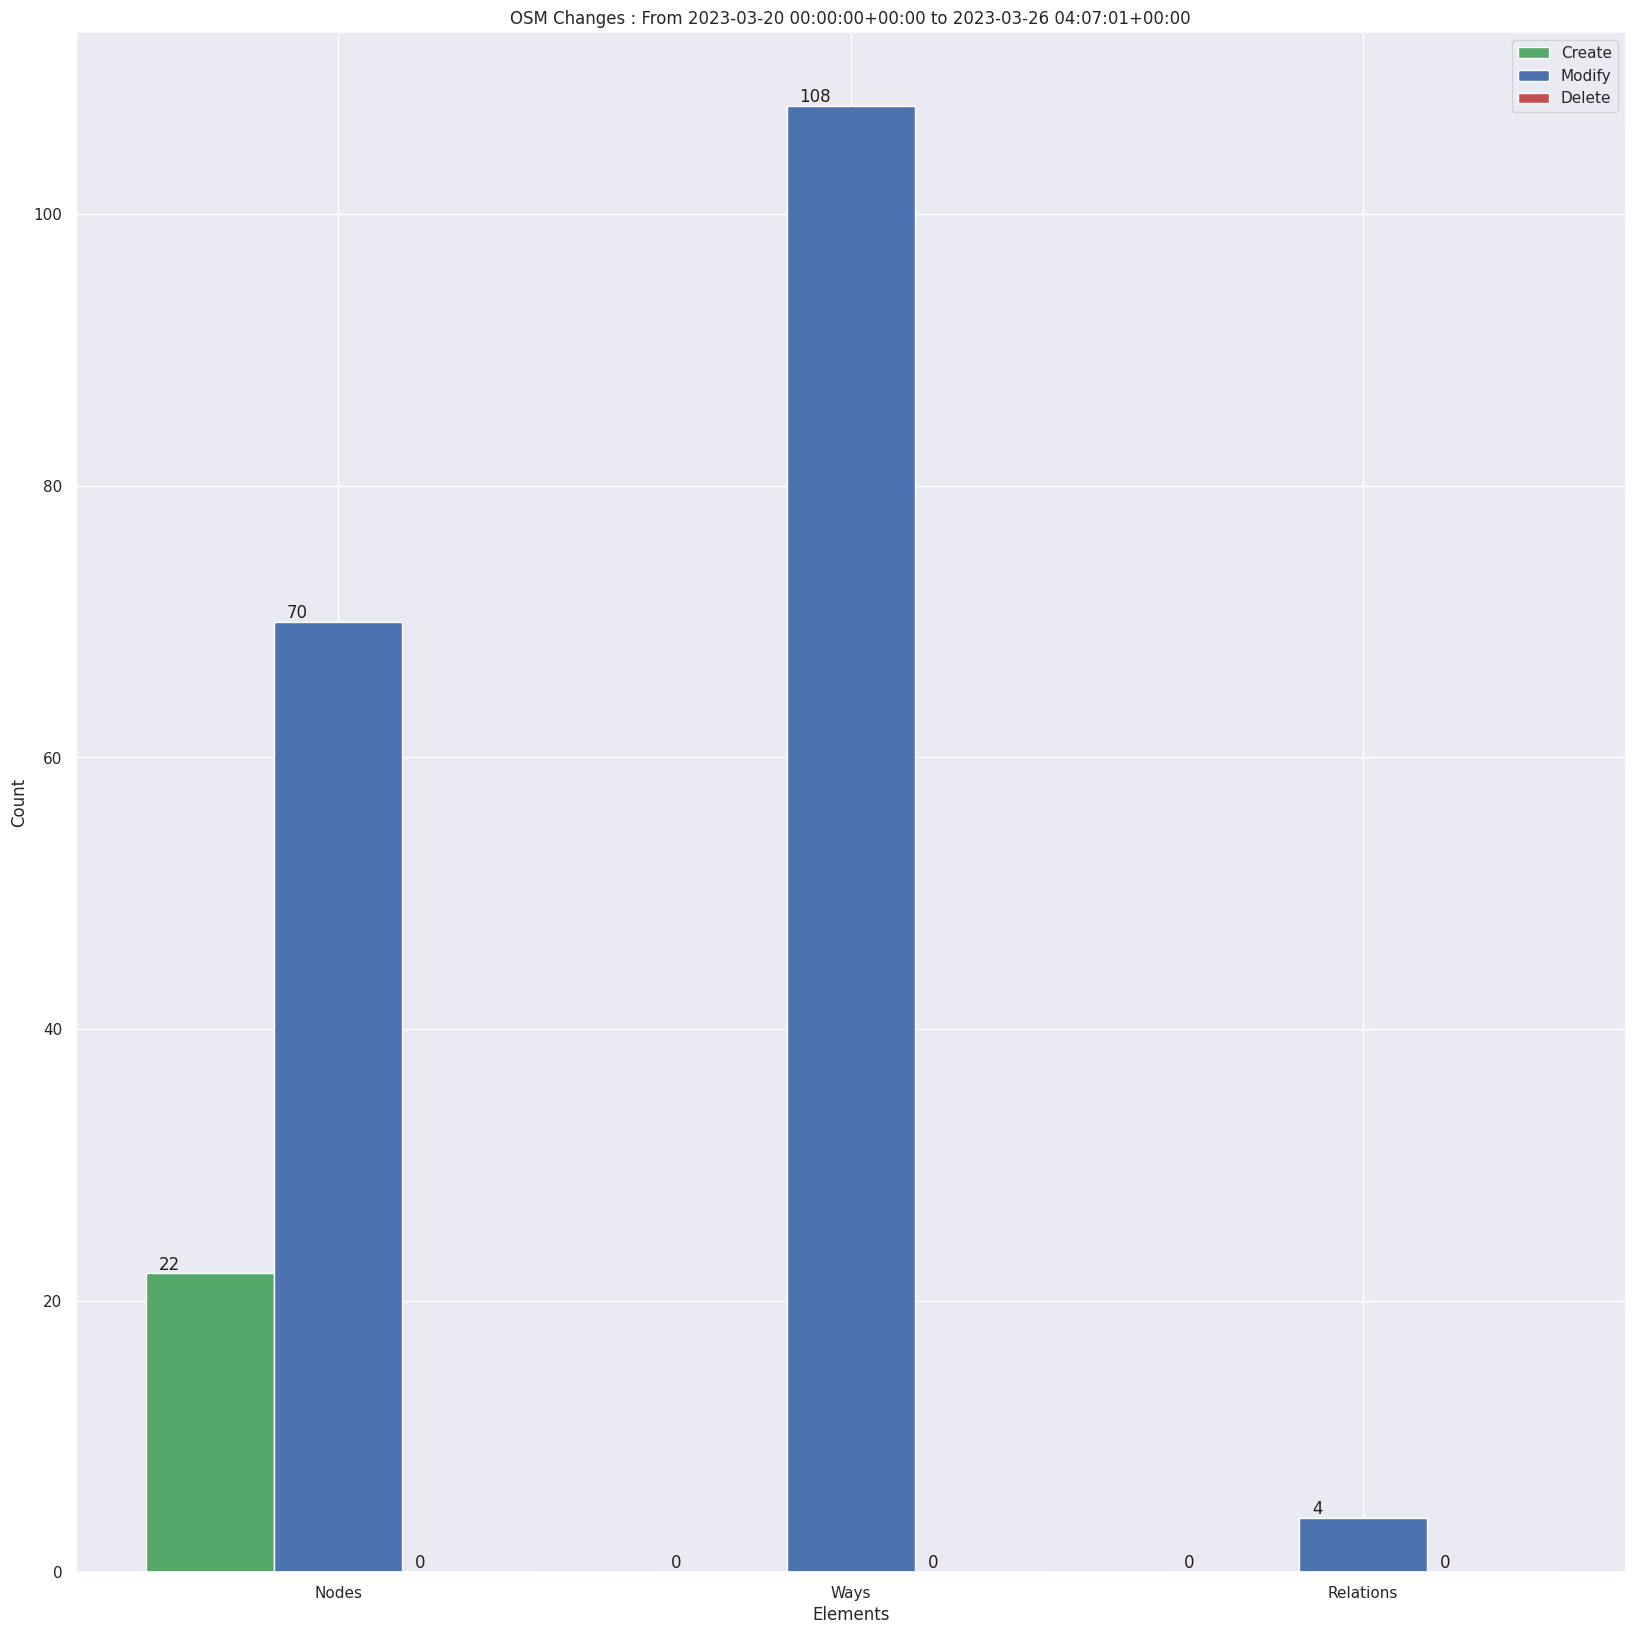 OSM Changes : From 2023-03-20 00:00:00+00:00 to 2023-03-26 04:07:01+00:00
Create
Modify
Delete
108
100
80
70
60
Count
40
22
20
4
0
0
0
0
0
0
Nodes
Ways
Relations
Elements